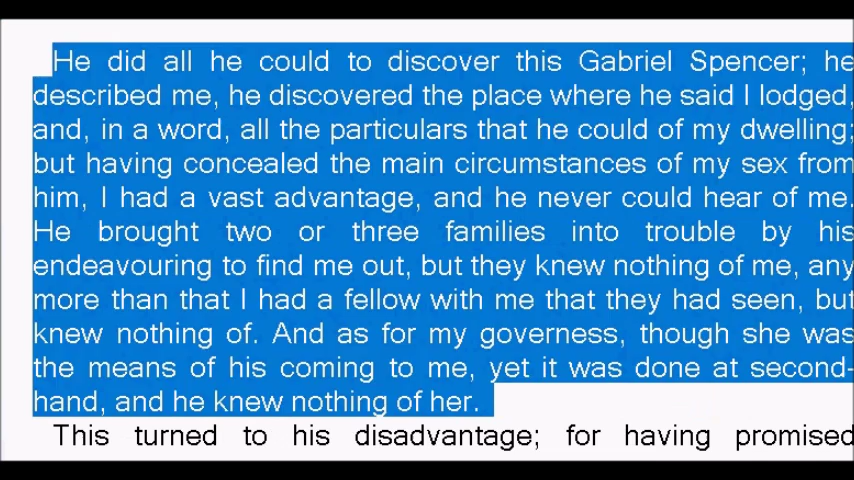 He did all he could to discover this Gabriel Spencer; he
described me, he discovered the place where he said I lodged,
and, in a word, all the particulars that he could of my dwelling;
but having concealed the main circumstances of my sex from
him, I had a vast advantage, and he never could hear of me.
He brought two or three families into trouble by his
endeavouring to find me out, but they knew nothing of me, any
more than that I had a fellow with me that they had seen, but
knew nothing of. And as for my governess, though she was
the means of his coming to me, yet it was done at second-
hand, and he knew nothing of her.
This turned to his disadvantage; for having promised